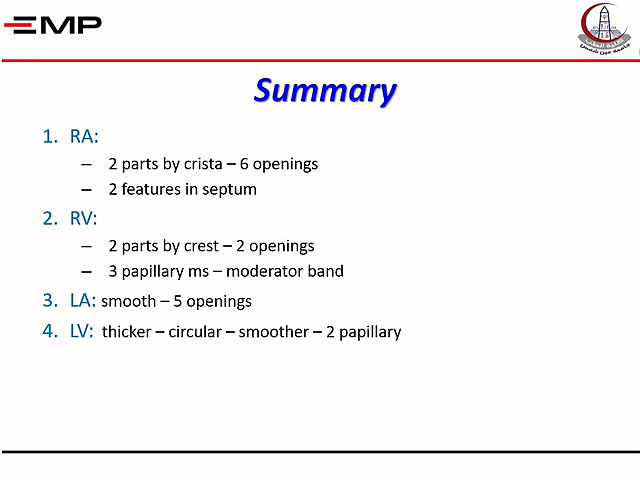 EMP
Summary
1. RA:
– 2 parts by crista – 6 openings
– 2 features in septum
2. RV:
– 2 parts by crest – 2 openings
– 3 papillary ms – moderator band
3. LA: smooth – 5 openings
4. LV: thicker – circular – smoother – 2 papillary